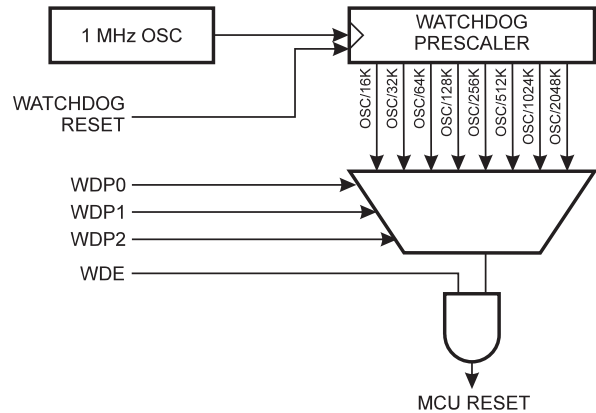 1 MHz OSC
WATCHDOG
PRESCALER
WATCHDOG
RESET
OSC/16K
OSC/32K
OSC/64K
OSC/128K
OSC/256K
OSC/512K
OSC/1024K
OSC/2048K
WDP0
WDP1
WDP2
WDE
MCU RESET